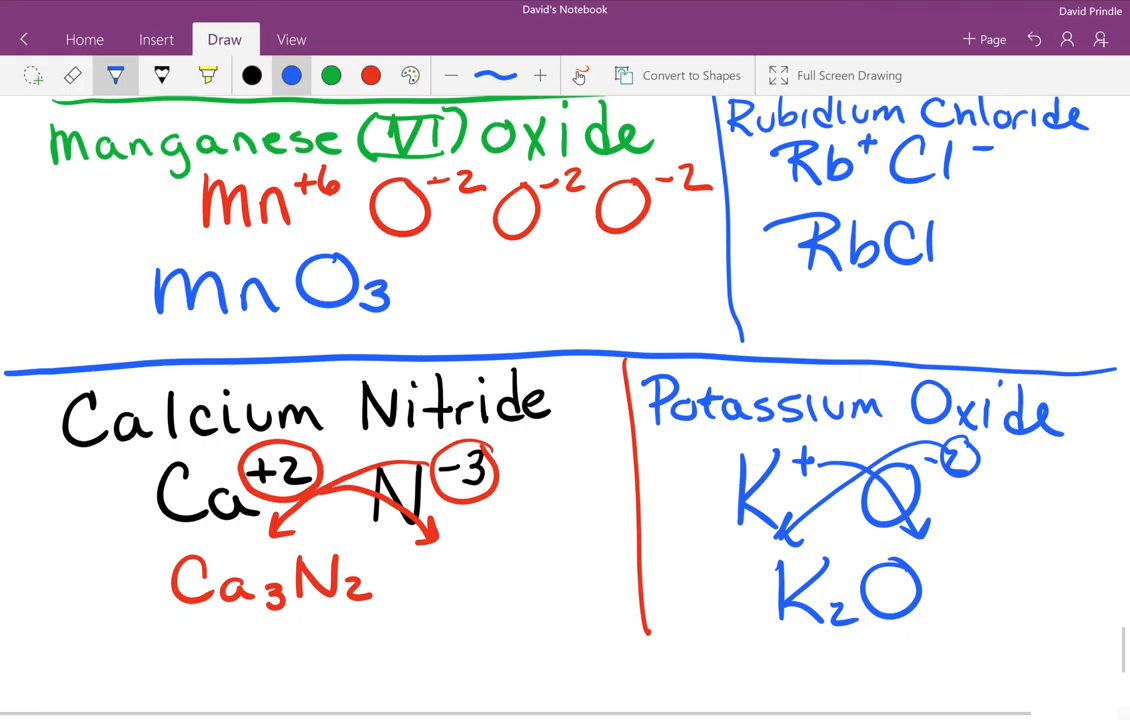 David's Notebook
David Prindle
Home Insert Draw View
+ Page
Convert to Shapes Full Screen Drawing
Manganese (VI) Oxide
Mn+6 O-2 O-2 O-2
MnO3
Rubidium Chloride
Rb+ Cl-
RbCl
Calcium Nitride
Ca+2 N-3
Ca3N2
Potassium Oxide
K+ O-2
K2O